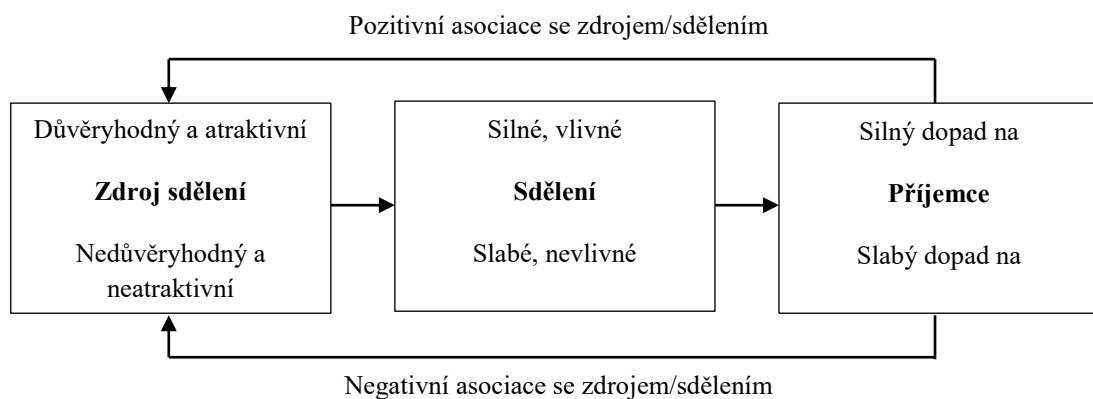 Pozitivní asociace se zdrojem/sdělením
Důvěryhodný a atraktivní
Zdroj sdělení
Nedůvěryhodný a
neatraktivní
Silné, vlivné
Sdělení
Slabé, nevlivné
Silný dopad na
Příjemce
Slabý dopad na
Negativní asociace se zdrojem/sdělením